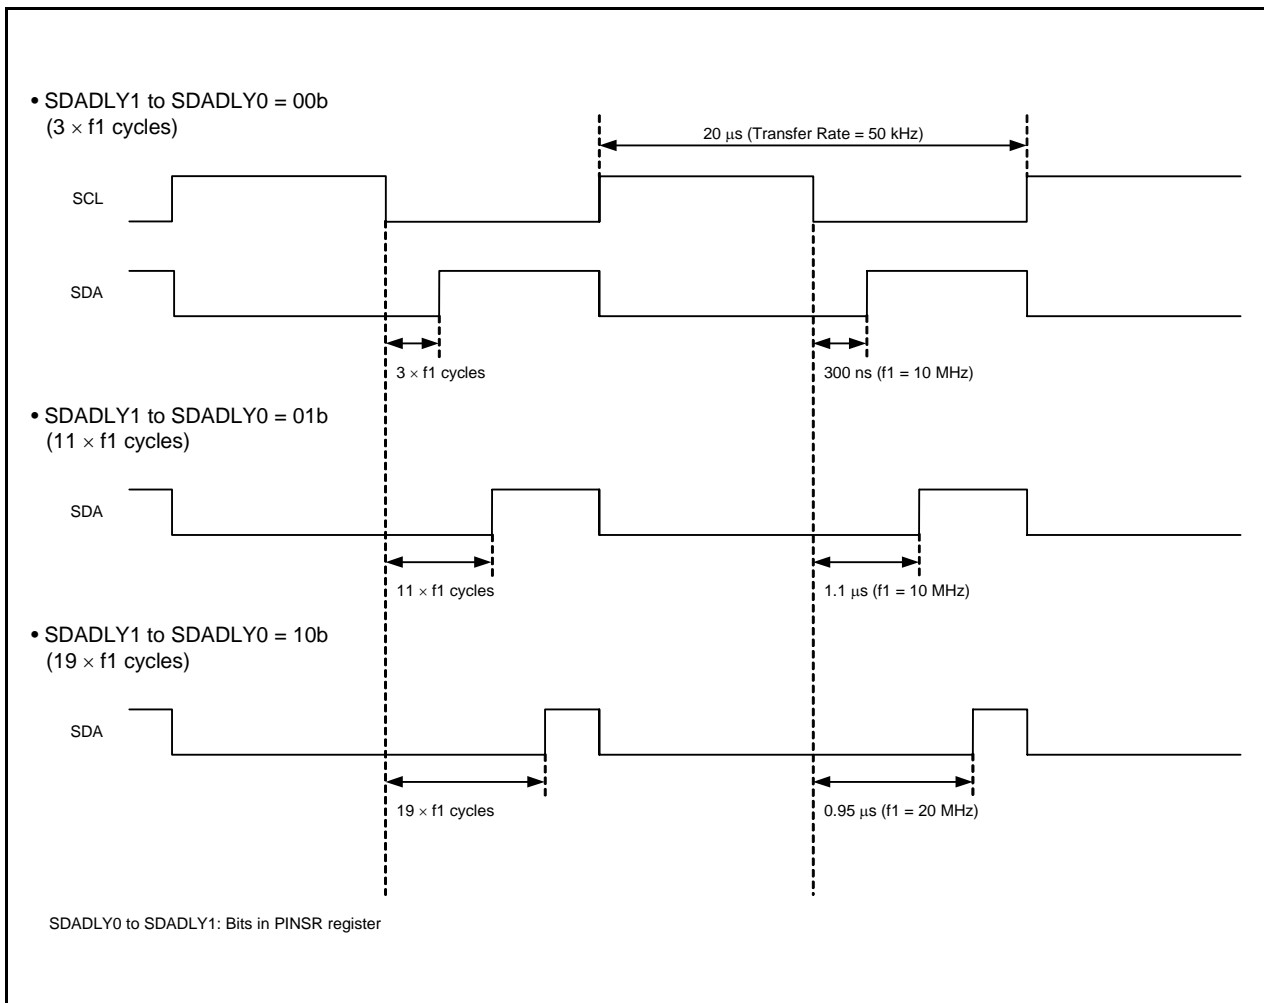 • SDADLY1 to SDADLY0 = 00b
(3 × f1 cycles)
20 μs (Transfer Rate = 50 kHz)
SCL
SDA
3 × f1 cycles
300 ns (f1 = 10 MHz)
• SDADLY1 to SDADLY0 = 01b
(11 × f1 cycles)
SDA
11 × f1 cycles
1.1 μs (f1 = 10 MHz)
• SDADLY1 to SDADLY0 = 10b
(19 × f1 cycles)
SDA
19 × f1 cycles
0.95 μs (f1 = 20 MHz)
SDADLY0 to SDADLY1: Bits in PINSR register